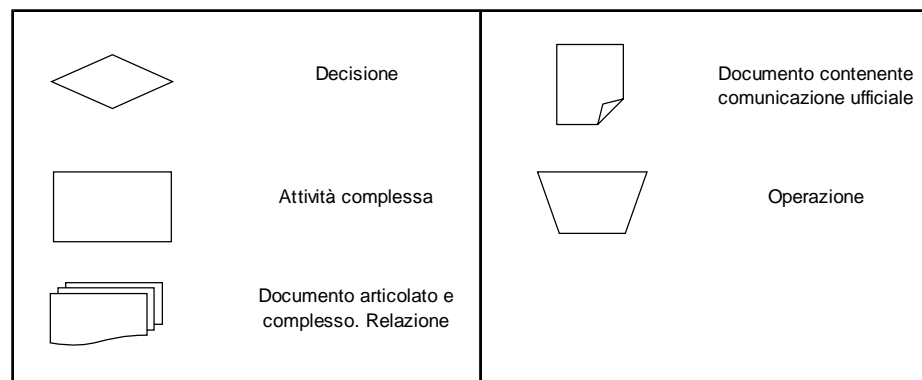 Decisione
Attività complessa
Documento articolato e
complesso. Relazione
Documento contenente
comunicazione ufficiale
Operazione